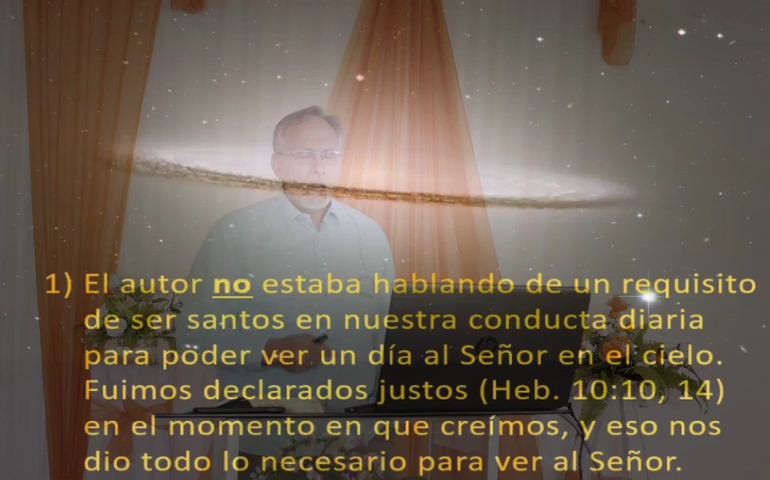 1) El autor no estaba hablando de un requisito
de ser santos en nuestra conducta diaria
para poder ver un día al Señor en el cielo.
Fuimos declarados justos (Heb. 10:10, 14)
en el momento en que creímos, y eso nos
dio todo lo necesario para ver al Señor.